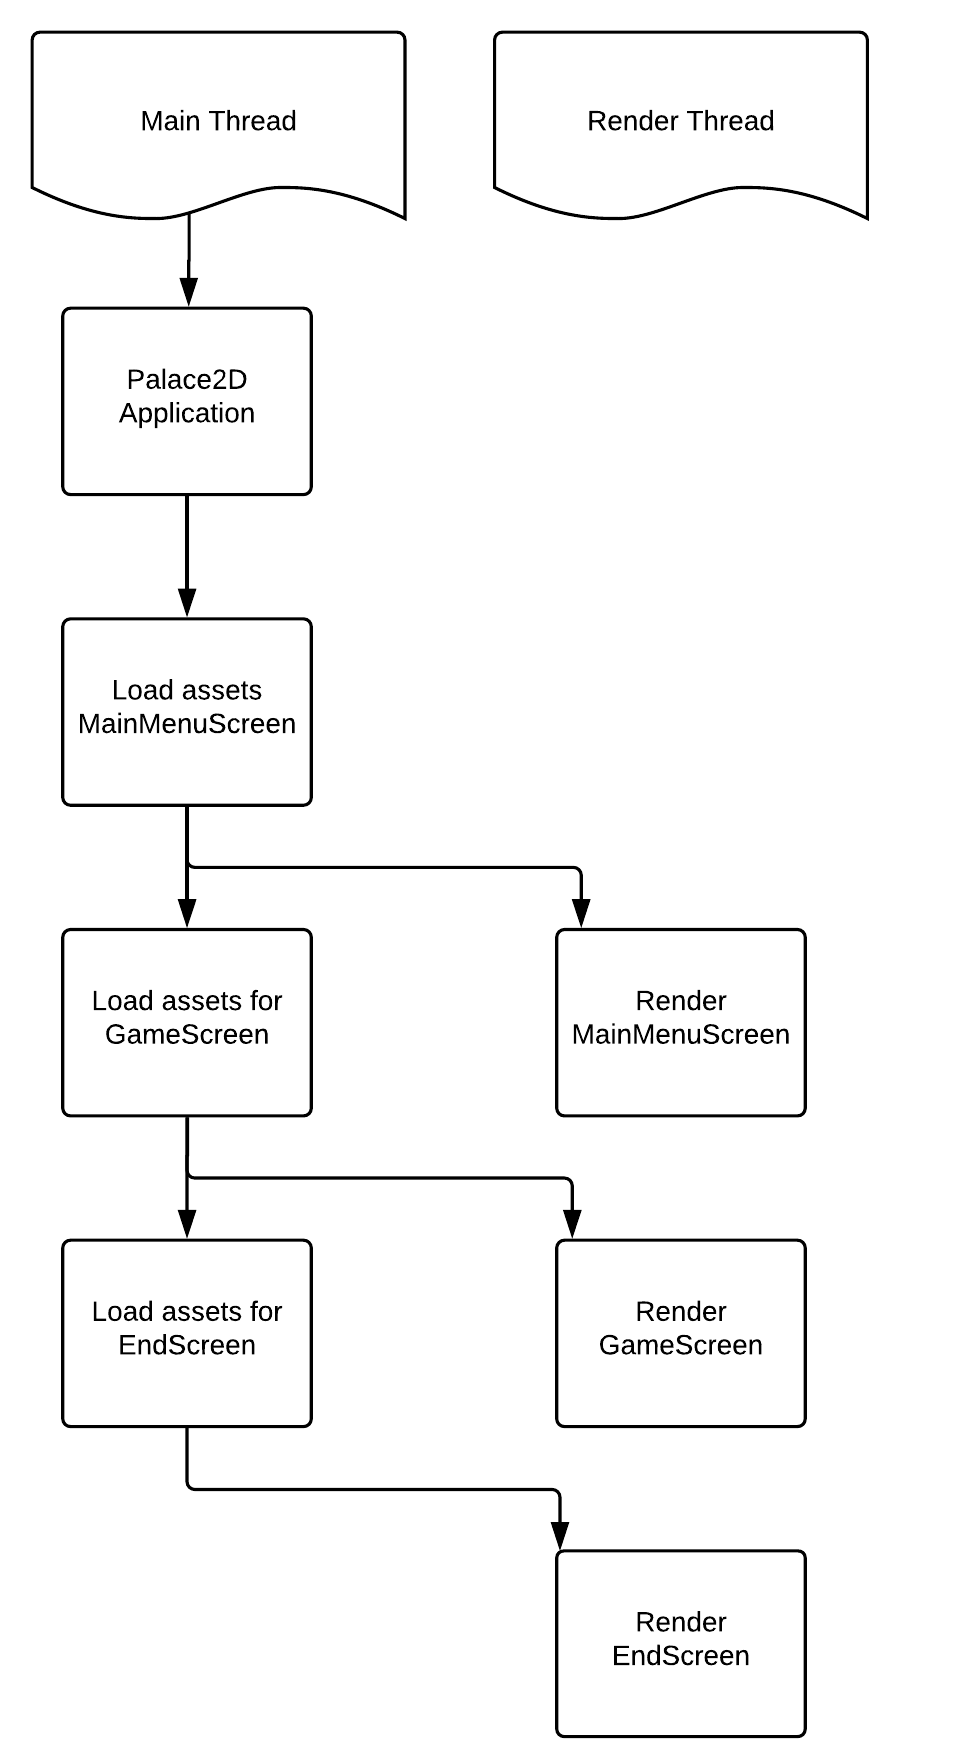 Main Thread
Render Thread
Palace2D
Application
Load assets
MainMenuScreen
Load assets for
GameScreen
Render
MainMenuScreen
Load assets for
EndScreen
Render
GameScreen
Render
EndScreen